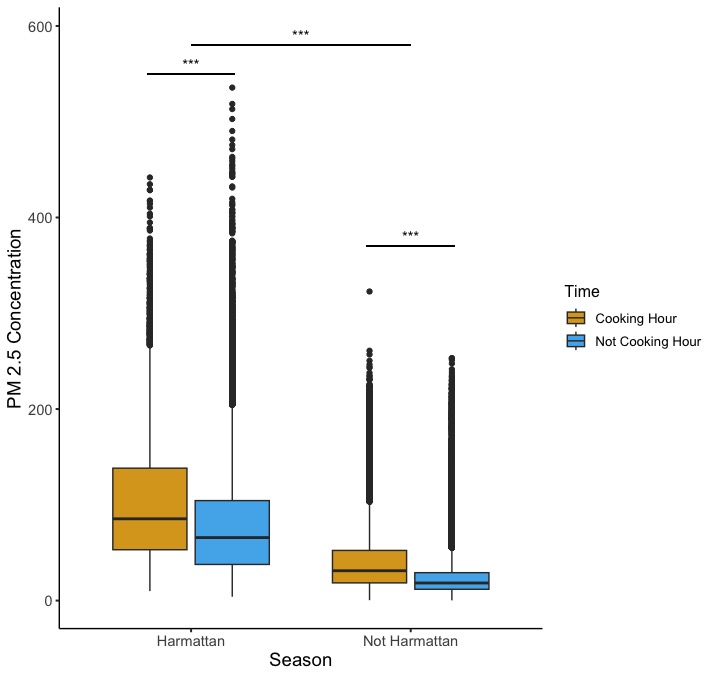 600
400
200
0
PM 2.5 Concentration
***
***
***
Harmattan
Not Harmattan
Season
Time
Cooking Hour
Not Cooking Hour